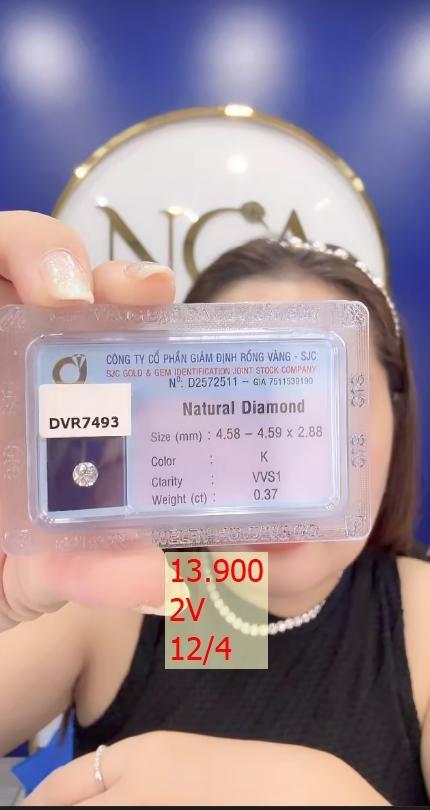 NCA
CÔNG TY CỔ PHẦN GIÁM ĐỊNH RỒNG VÀNG - SJC
SJC GOLD & GEM IDENTIFICATION JOINT STOCK COMPANY
Nº: D2572511 – GIA 7511539190
Natural Diamond
DVR7493
Size (mm) : 4.58 – 4.59 x 2.88
Color : K
Clarity : VVS1
Weight (ct) : 0.37
13.900
2V
12/4